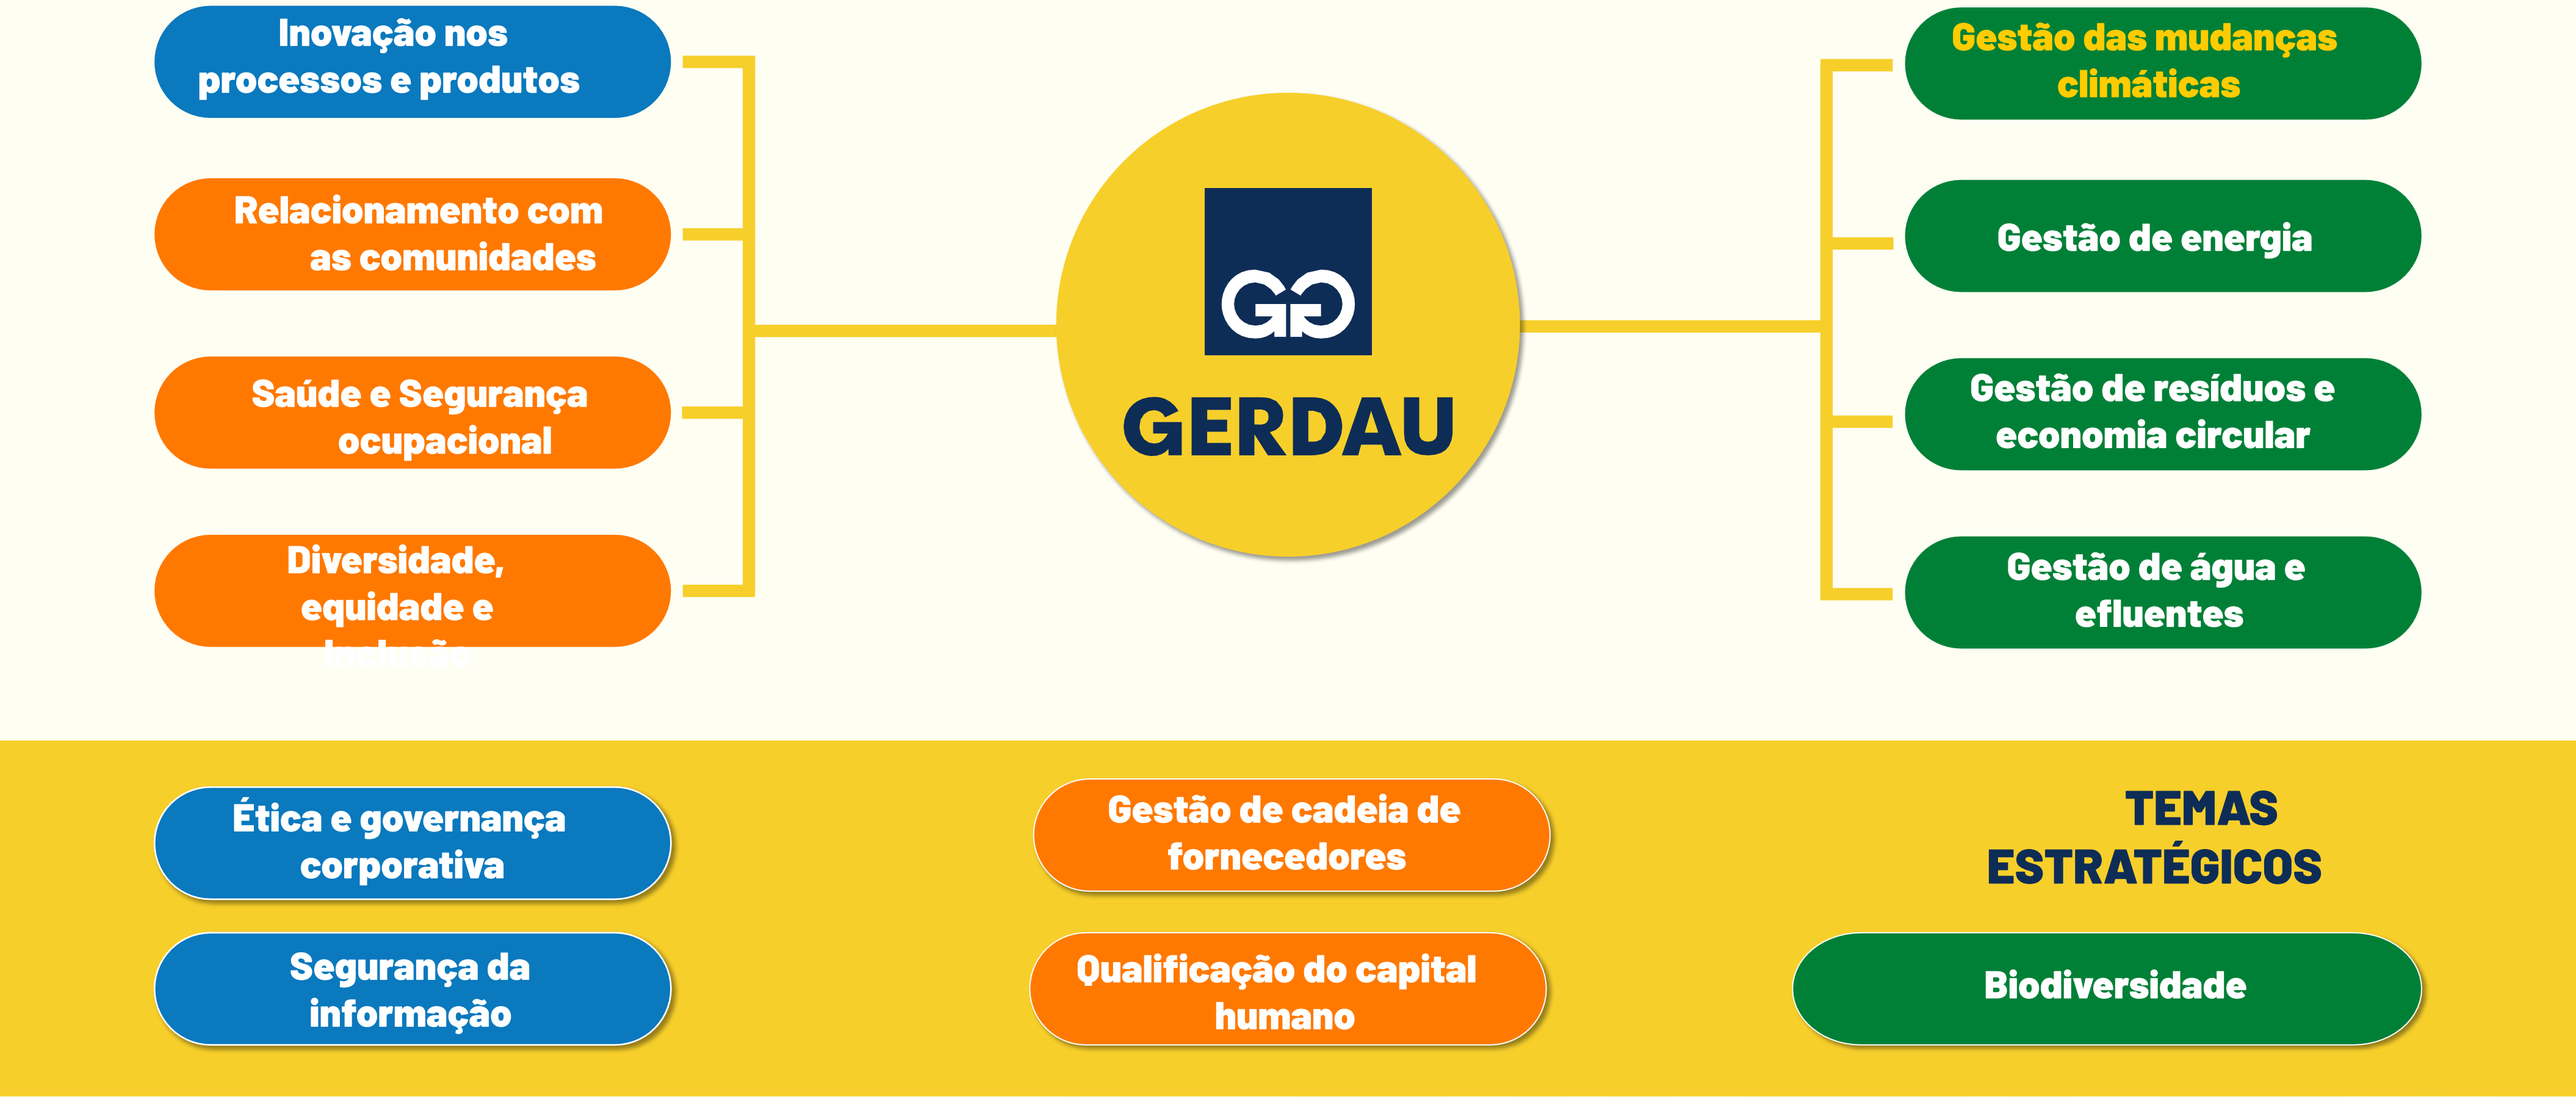 Inovação nos
processos e produtos
Relacionamento com
as comunidades
Saúde e Segurança
ocupacional
Diversidade,
equidade e
Inclusão
GERDAU
Gestão das mudanças
climáticas
Gestão de energia
Gestão de resíduos e
economia circular
Gestão de água e
efluentes
Ética e governança
corporativa
Segurança da
informação
Gestão de cadeia de
fornecedores
Qualificação do capital
humano
TEMAS
ESTRATÉGICOS
Biodiversidade